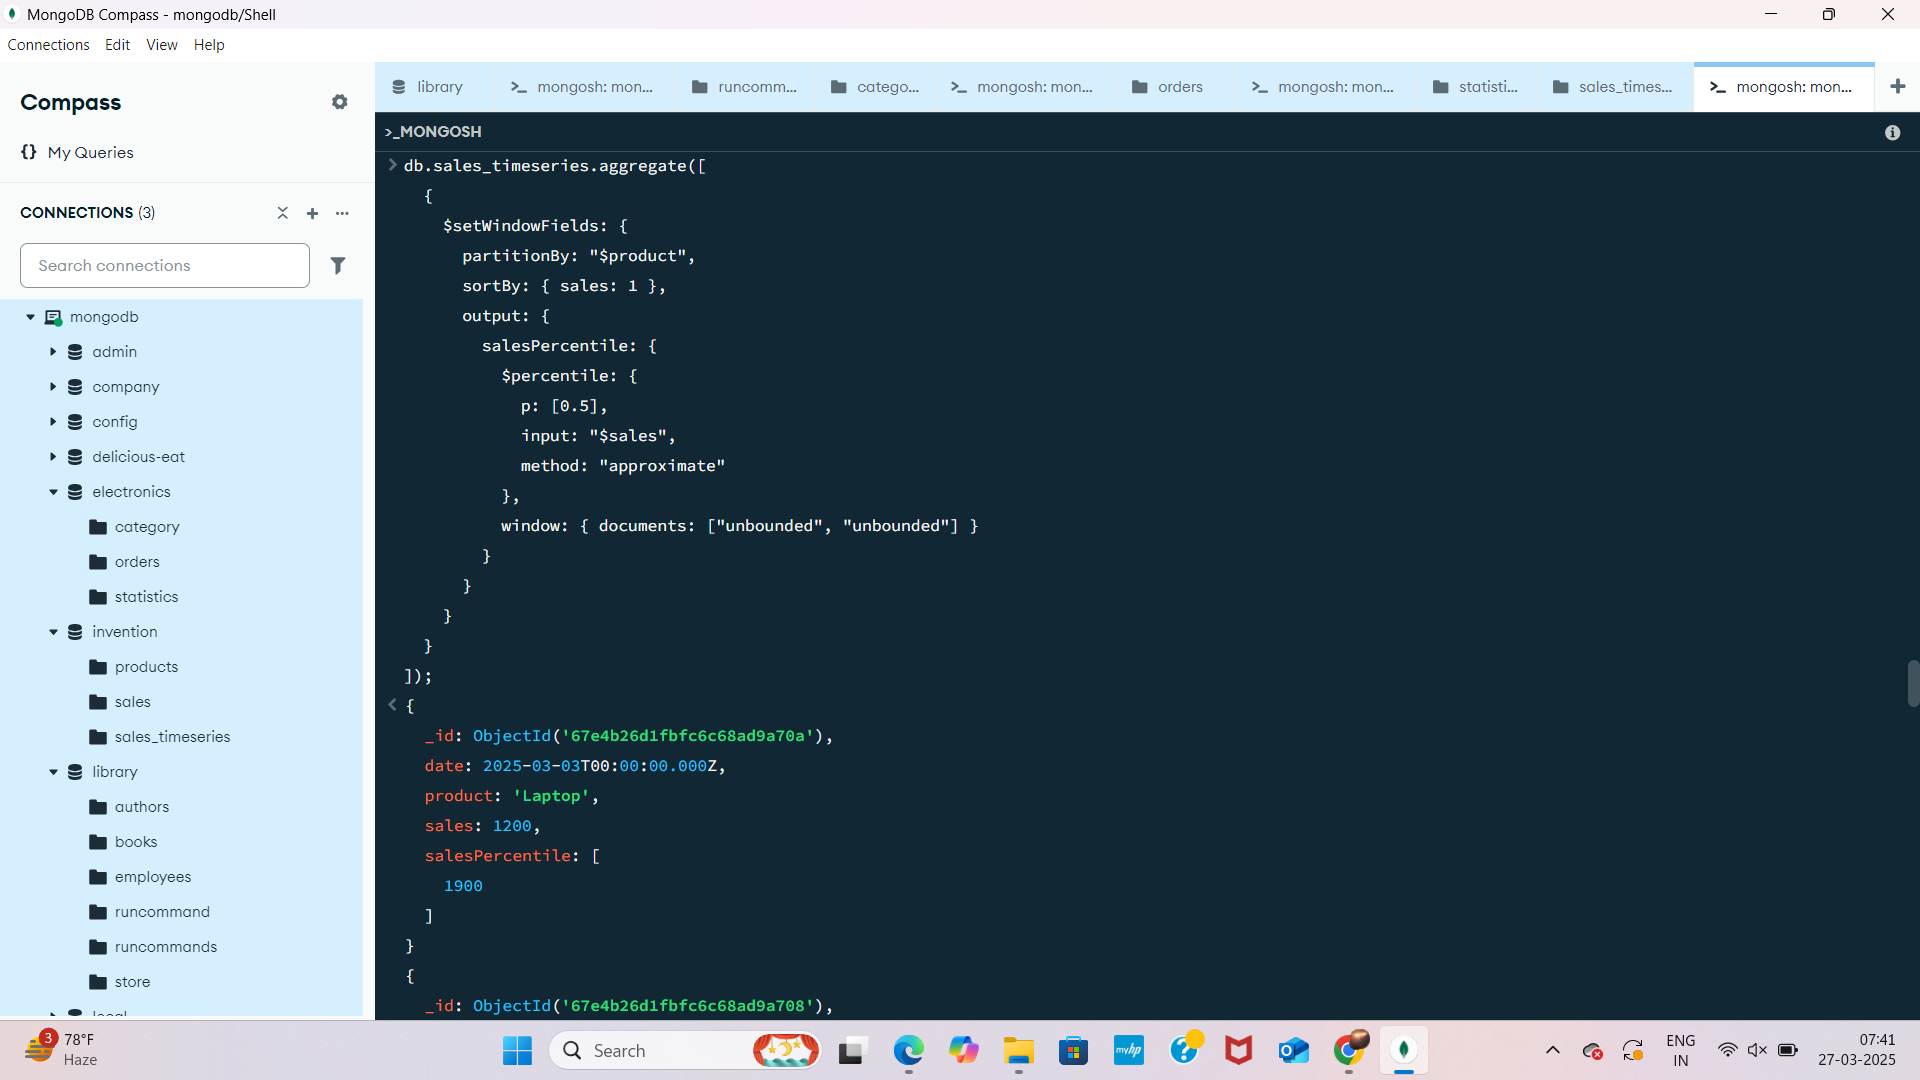 MongoDB Compass - mongodb/Shell
Connections Edit View Help
Compass
My Queries
CONNECTIONS (3)
Search connections
mongodb
admin
company
config
delicious-eat
electronics
category
orders
statistics
invention
products
sales
sales_timeseries
library
authors
books
employees
runcommand
runcommands
store
library mongosh: mon... runcomm... catego... mongosh: mon... orders mongosh: mon... statisti... sales_times... mongosh: mon...
>_MONGOSH
db.sales_timeseries.aggregate([
{
$setWindowFields: {
partitionBy: "$product",
sortBy: { sales: 1 },
output: {
salesPercentile: {
$percentile: {
p: [0.5],
input: "$sales",
method: "approximate"
},
window: { documents: ["unbounded", "unbounded"] }
}
}
}
}
]);
{
_id: ObjectId('67e4b26d1fbfc6c68ad9a70a'),
date: 2025-03-03T00:00:00.000Z,
product: 'Laptop',
sales: 1200,
salesPercentile: [
1900
]
}
{
_id: ObjectId('67e4b26d1fbfc6c68ad9a708'),
3
78°F
Haze
Search
myhp
ENG
IN
07:41
27-03-2025